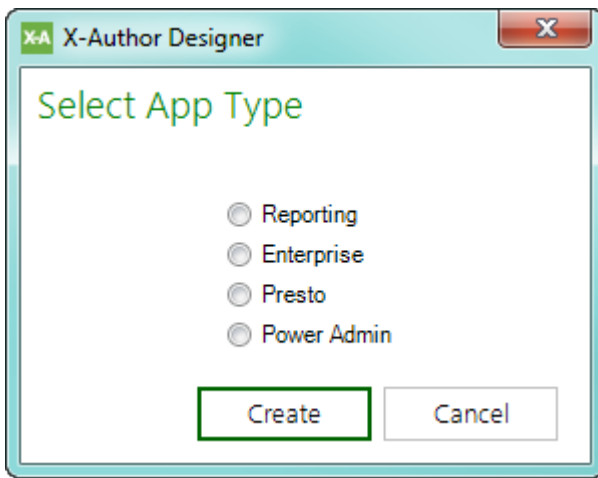 X-A X-Author Designer
Select App Type
Reporting
Enterprise
Presto
Power Admin
Create Cancel